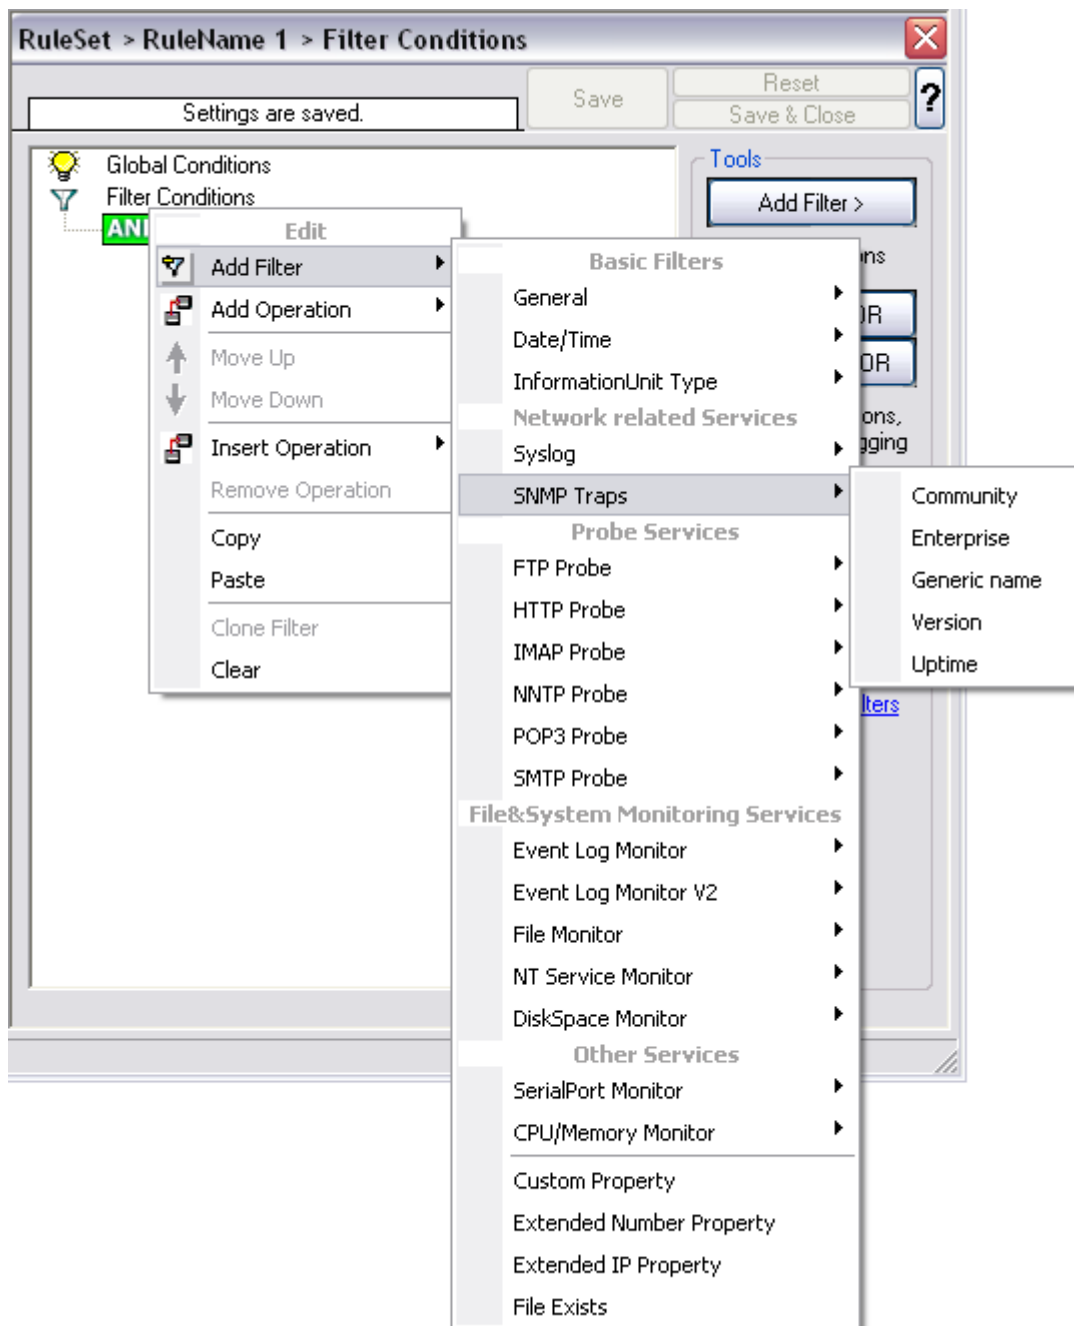 RuleSet > RuleName 1 > Filter Conditions
Settings are saved.
Save
Reset
Save & Close
?
Global Conditions
Filter Conditions
Tools
Add Filter >
Edit
Add Filter
Add Operation
Move Up
Move Down
Insert Operation
Remove Operation
Copy
Paste
Clone Filter
Clear
Basic Filters
General
Date/Time
InformationUnit Type
Network related Services
Syslog
SNMP Traps
Probe Services
FTP Probe
HTTP Probe
IMAP Probe
NNTP Probe
POP3 Probe
SMTP Probe
File&System Monitoring Services
Event Log Monitor
Event Log Monitor V2
File Monitor
NT Service Monitor
DiskSpace Monitor
Other Services
SerialPort Monitor
CPU/Memory Monitor
Custom Property
Extended Number Property
Extended IP Property
File Exists
Community
Enterprise
Generic name
Version
Uptime